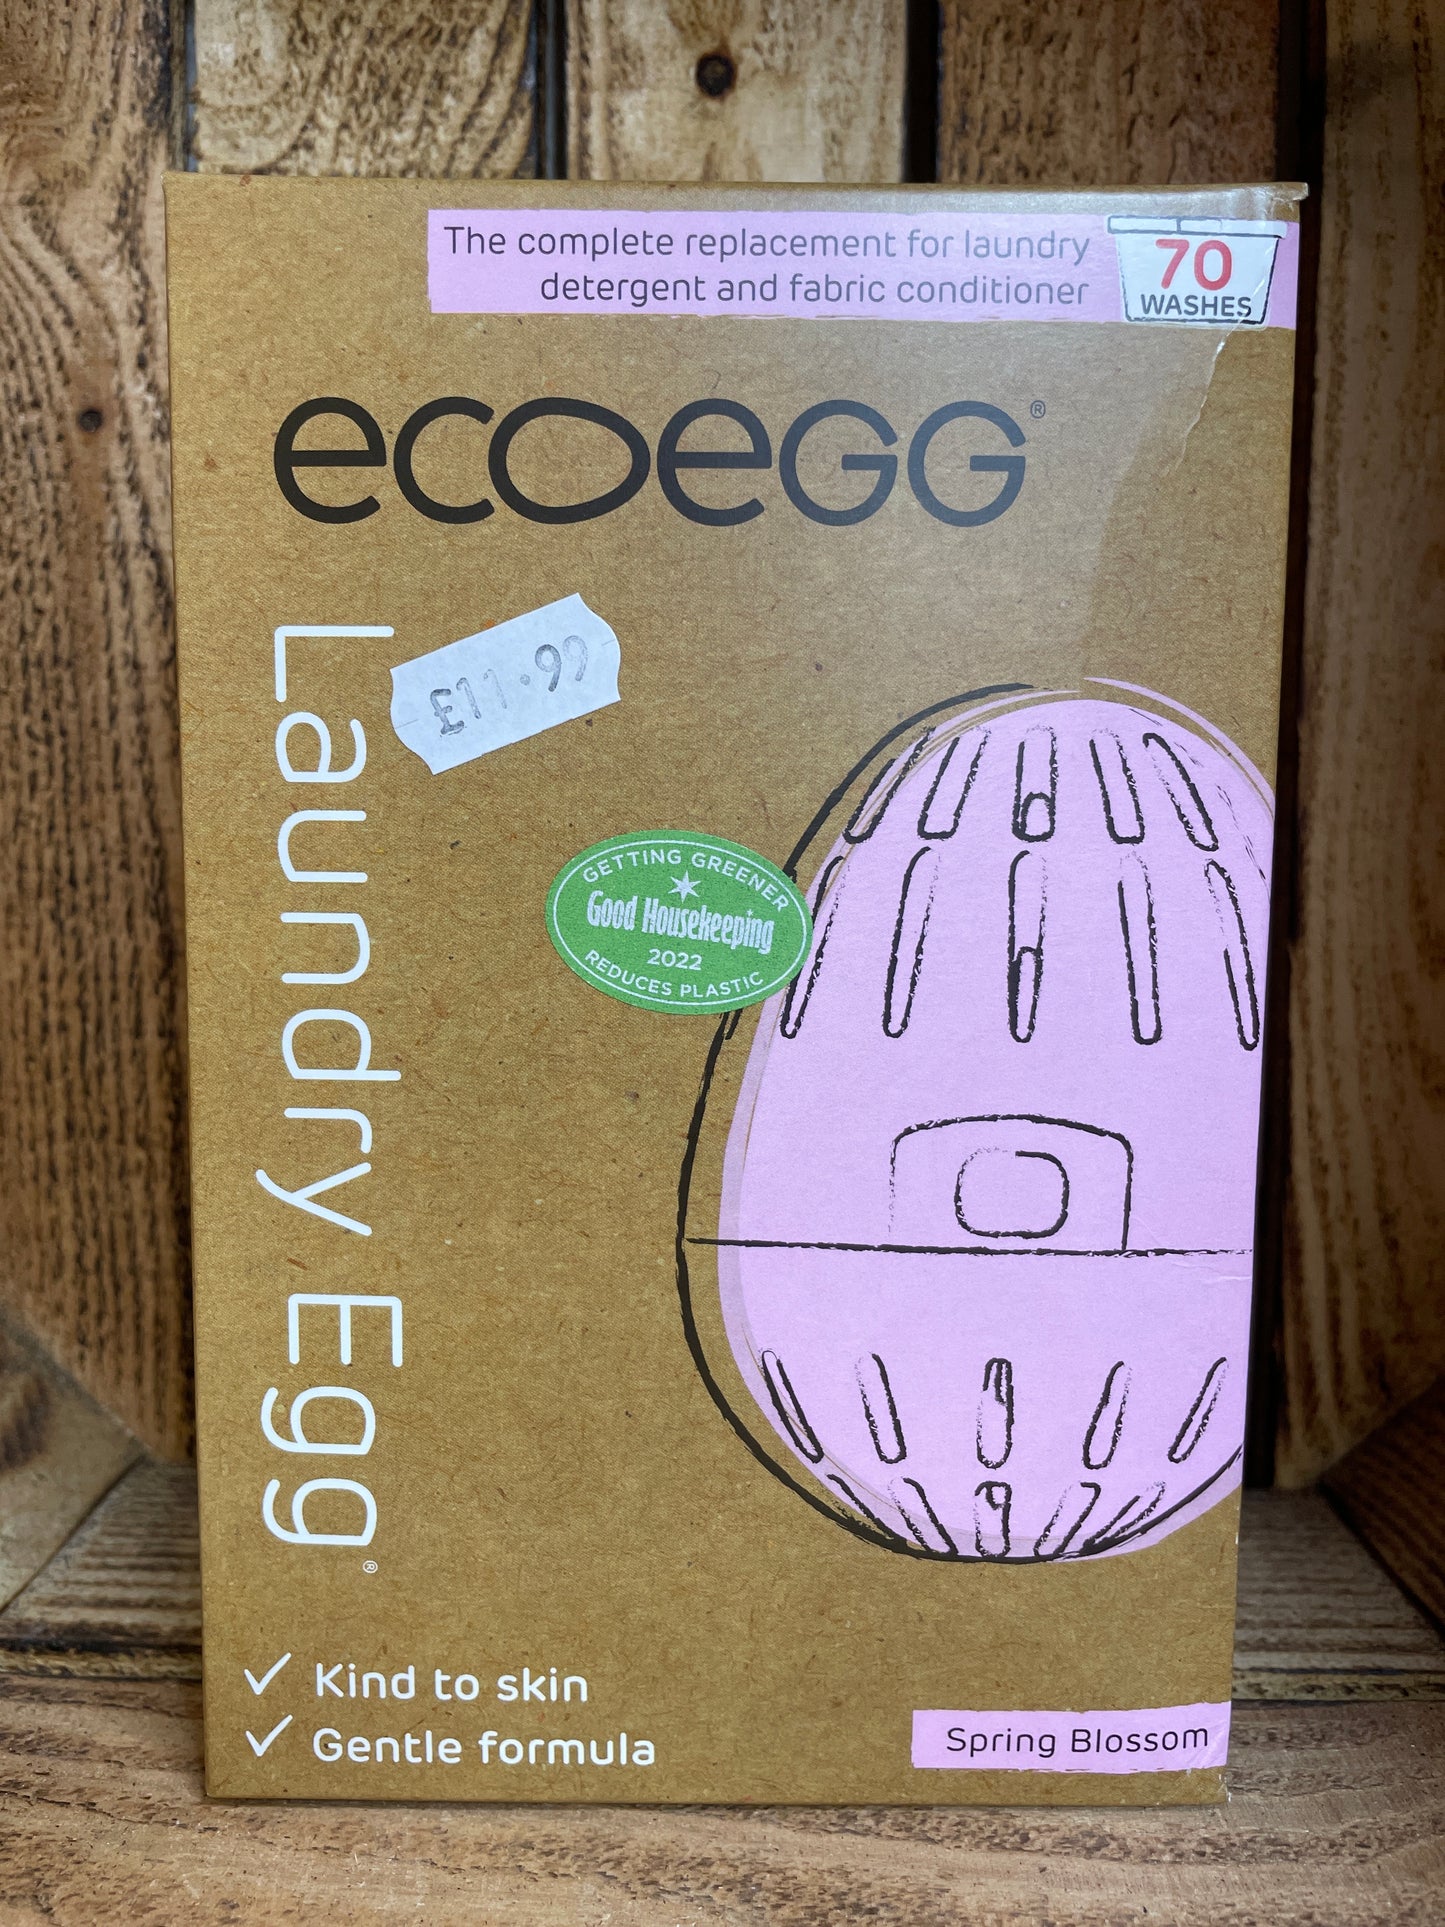 The complete replacement for laundry
detergent and fabric conditioner
70
WASHES
ecoegg®
Laundry Egg®
£11.99
GETTING GREENER
Good Housekeeping
2022
REDUCES PLASTIC
✓ Kind to skin
✓ Gentle formula
Spring Blossom